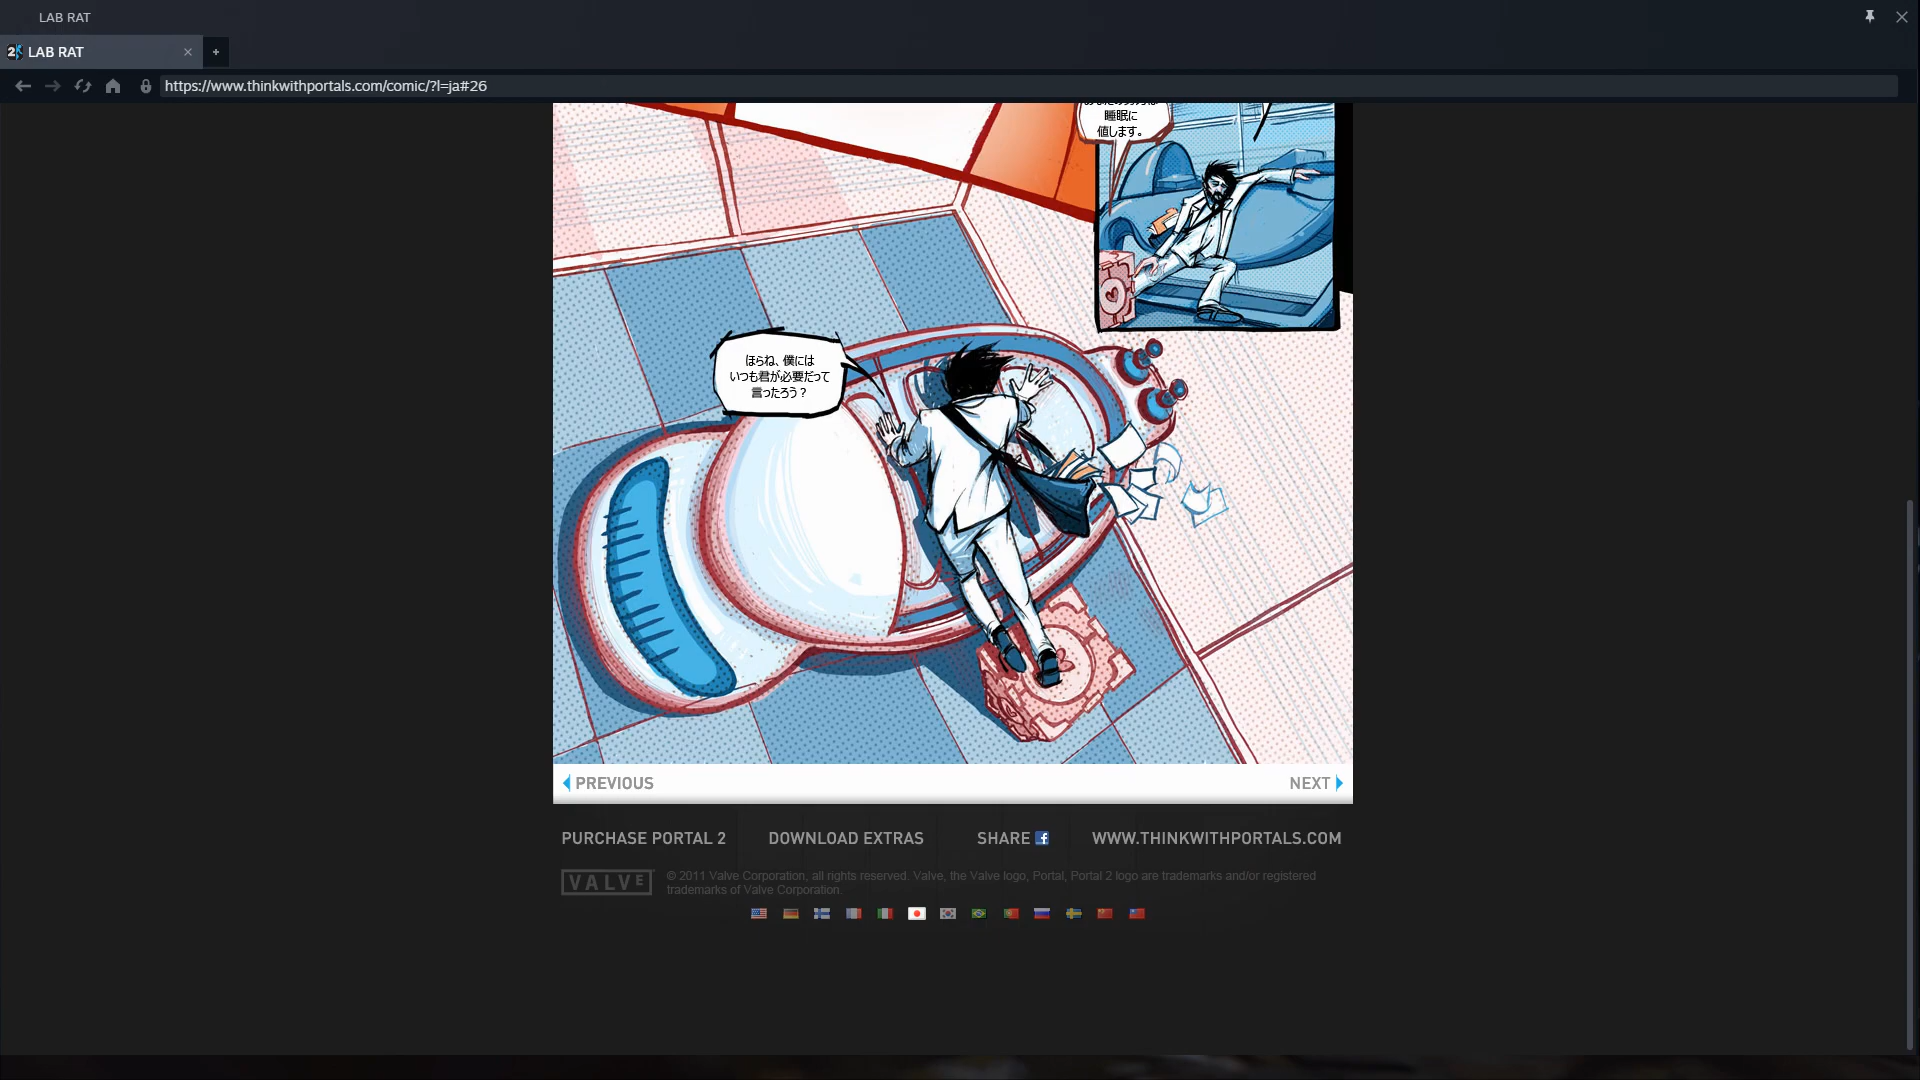 LAB RAT
LAB RAT
https://www.thinkwithportals.com/comic/?l=ja#26
睡眠に
値します。
ほらね、僕には
いつも君が必要だって
言ったろう？
PREVIOUS
NEXT
PURCHASE PORTAL 2
DOWNLOAD EXTRAS
SHARE
WWW.THINKWITHPORTALS.COM
VALVE
© 2011 Valve Corporation, all rights reserved. Valve, the Valve logo, Portal, Portal 2 logo are trademarks and/or registered
trademarks of Valve Corporation.